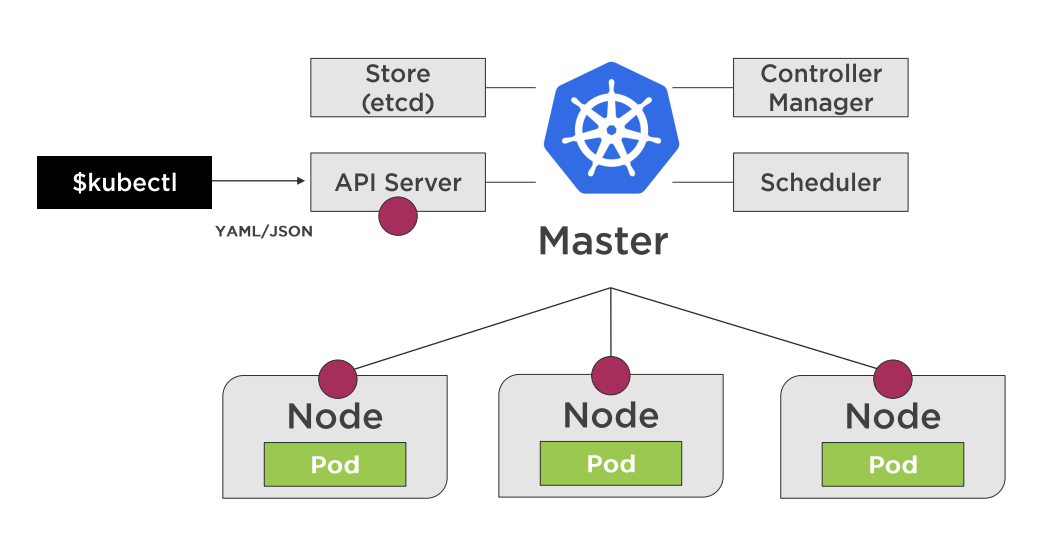 Store
(etcd)
Controller
Manager
$kubectl
API Server
Scheduler
YAML/JSON
Master
Node
Node
Node
Pod
Pod
Pod